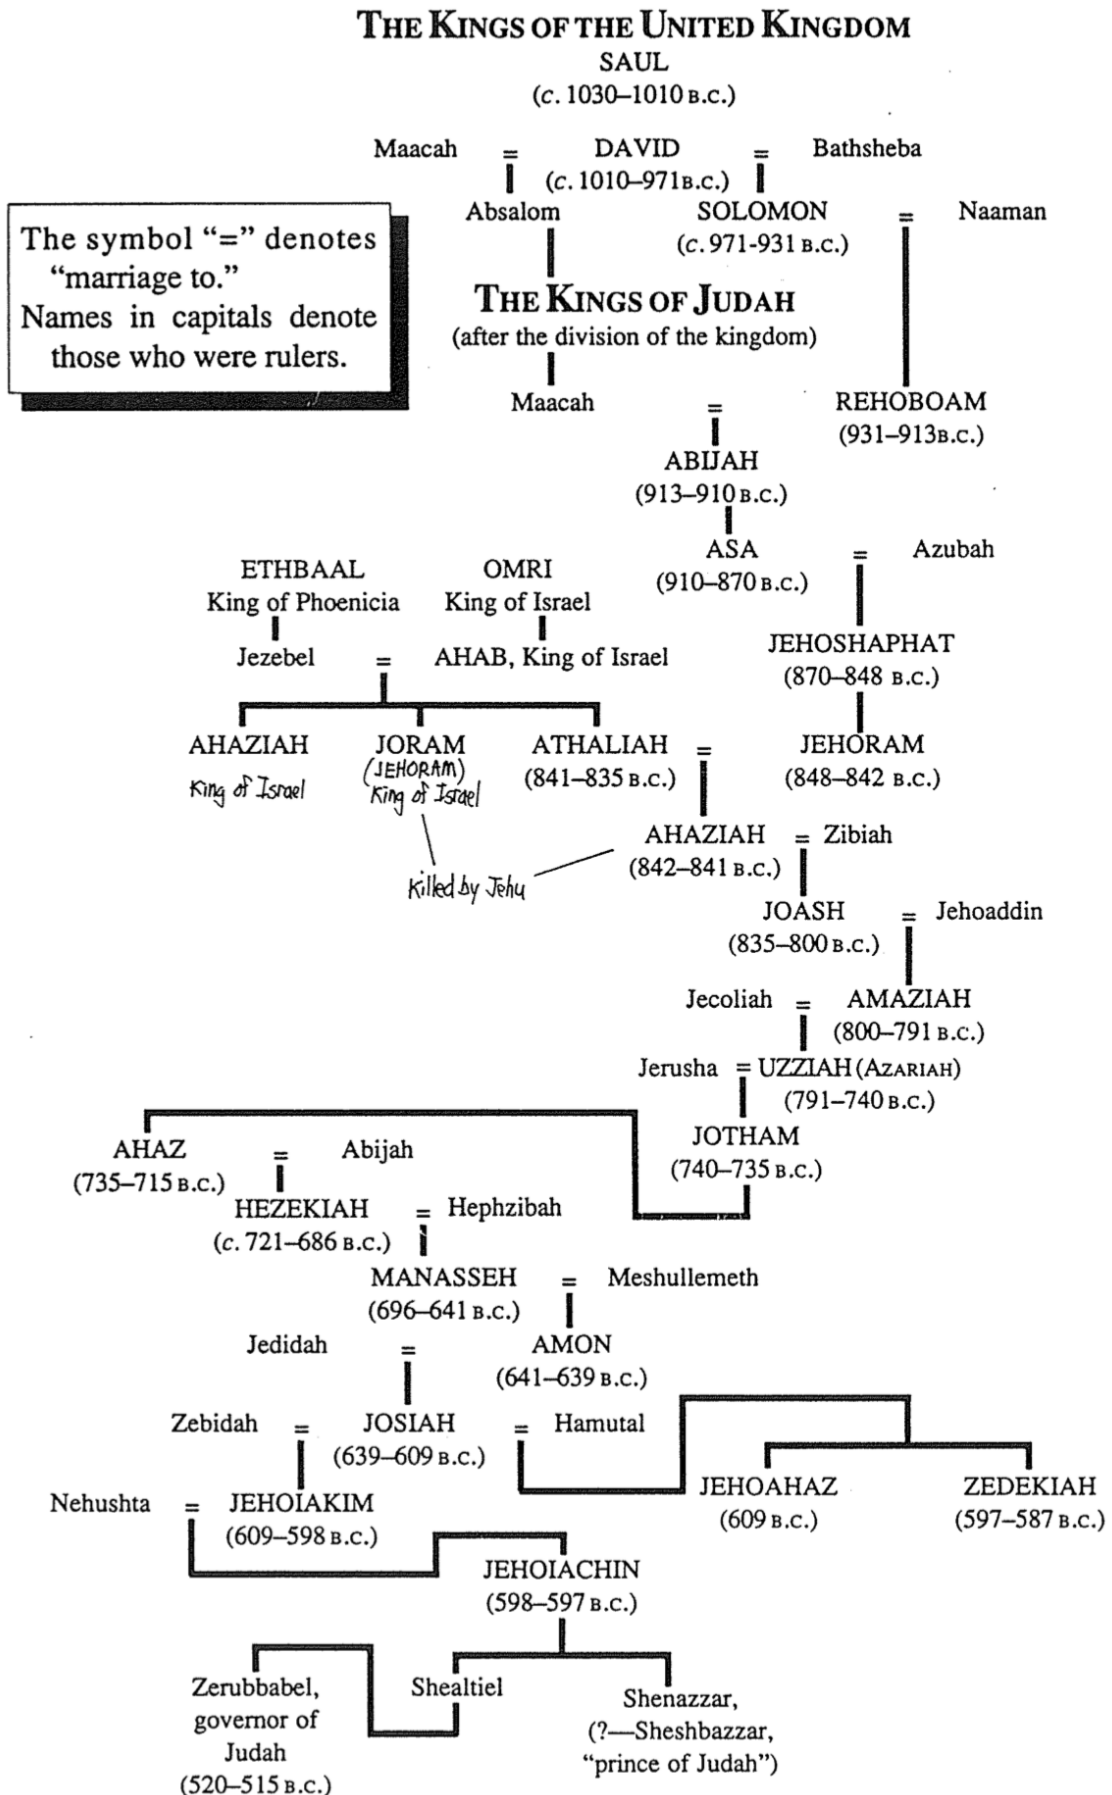 THE KINGS OF THE UNITED KINGDOM
SAUL
(c. 1030–1010 B.C.)
Maacah = DAVID = Bathsheba
(c. 1010–971B.C.)
Absalom SOLOMON = Naaman
(c. 971-931 B.C.)
The symbol “=” denotes
“marriage to.”
Names in capitals denote
those who were rulers.
THE KINGS OF JUDAH
(after the division of the kingdom)
Maacah = REHOBOAM
(931–913B.C.)
ABIJAH
(913–910 B.C.)
ASA = Azubah
(910–870 B.C.)
ETHBAAL OMRI
King of Phoenicia King of Israel
JEHOSHAPHAT
(870–848 B.C.)
Jezebel = AHAB, King of Israel
AHAZIAH JORAM ATHALIAH = JEHORAM
(JEHORAM) (841–835 B.C.) (848–842 B.C.)
King of Israel King of Israel
AHAZIAH = Zibiah
(842–841 B.C.)
Killed by Jehu
JOASH = Jehoaddin
(835–800 B.C.)
Jecoliah = AMAZIAH
(800–791 B.C.)
Jerusha = UZZIAH (AZARIAH)
(791–740 B.C.)
JOTHAM
(740–735 B.C.)
AHAZ = Abijah
(735–715 B.C.)
HEZEKIAH = Hephzibah
(c. 721–686 B.C.)
MANASSEH = Meshullemeth
(696–641 B.C.)
Jedidah = AMON
(641–639 B.C.)
Zebidah = JOSIAH = Hamutal
(639–609 B.C.)
JEHOAHAZ ZEDEKIAH
(609 B.C.) (597–587 B.C.)
Nehushta = JEHOIAKIM
(609–598 B.C.)
JEHOIACHIN
(598–597 B.C.)
Zerubbabel, Shealtiel Shenazzar,
governor of (?—Sheshbazzar,
Judah “prince of Judah”)
(520–515 B.C.)